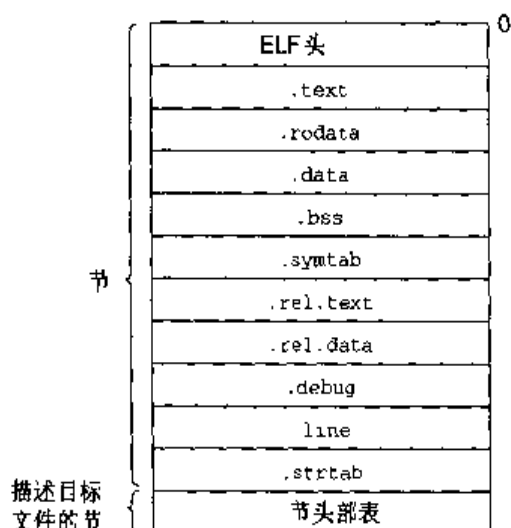 0
ELF头
.text
.rodata
.data
.bss
.symtab
节
.rel.text
.rel.data
.debug
line
.strtab
描述目标
文件的节
节头部表